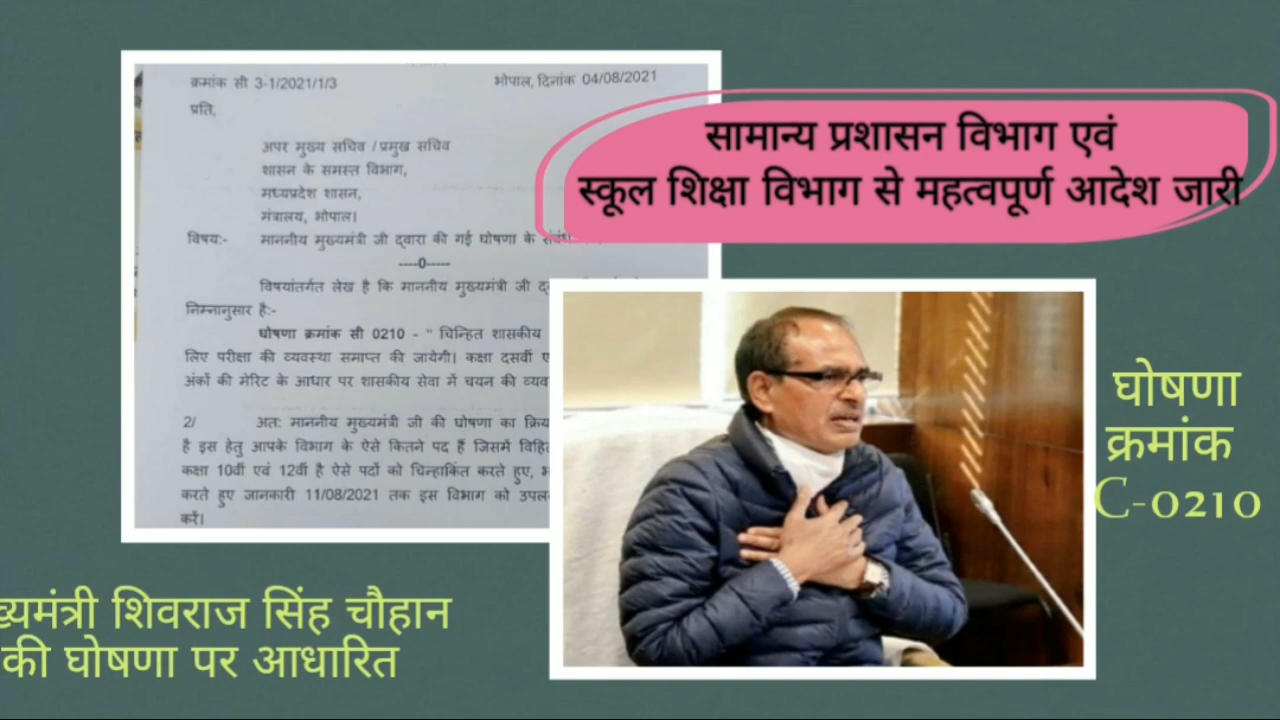 क्रमांक सी 3-1/2021/1/3 भोपाल, दिनांक 04/08/2021
प्रति,
अपर मुख्य सचिव / प्रमुख सचिव
शासन के समस्त विभाग,
मध्यप्रदेश शासन,
मंत्रालय, भोपाल।
विषय:- माननीय मुख्यमंत्री जी द्वारा की गई घोषणा के
----0-----
विषयांतर्गत लेख है कि माननीय मुख्यमंत्री जी
निम्नानुसार है:-
घोषणा क्रमांक सी 0210 - " चिन्हित शासकीय
लिए परीक्षा की व्यवस्था समाप्त की जायेगी। कक्षा दसवीं
अंकों की मेरिट के आधार पर शासकीय सेवा में चयन की
2/ अत: माननीय मुख्यमंत्री जी की घोषणा का
है इस हेतु आपके विभाग के ऐसे कितने पद हैं जिसमें
कक्षा 10वीं एवं 12वीं है ऐसे पदों को चिन्हाकिंत करते हुए,
करते हुए जानकारी 11/08/2021 तक इस विभाग को
करें।
सामान्य प्रशासन विभाग एवं
स्कूल शिक्षा विभाग से महत्वपूर्ण आदेश जारी
घोषणा
क्रमांक
C-0210
शिवराज सिंह चौहान
की घोषणा पर आधारित